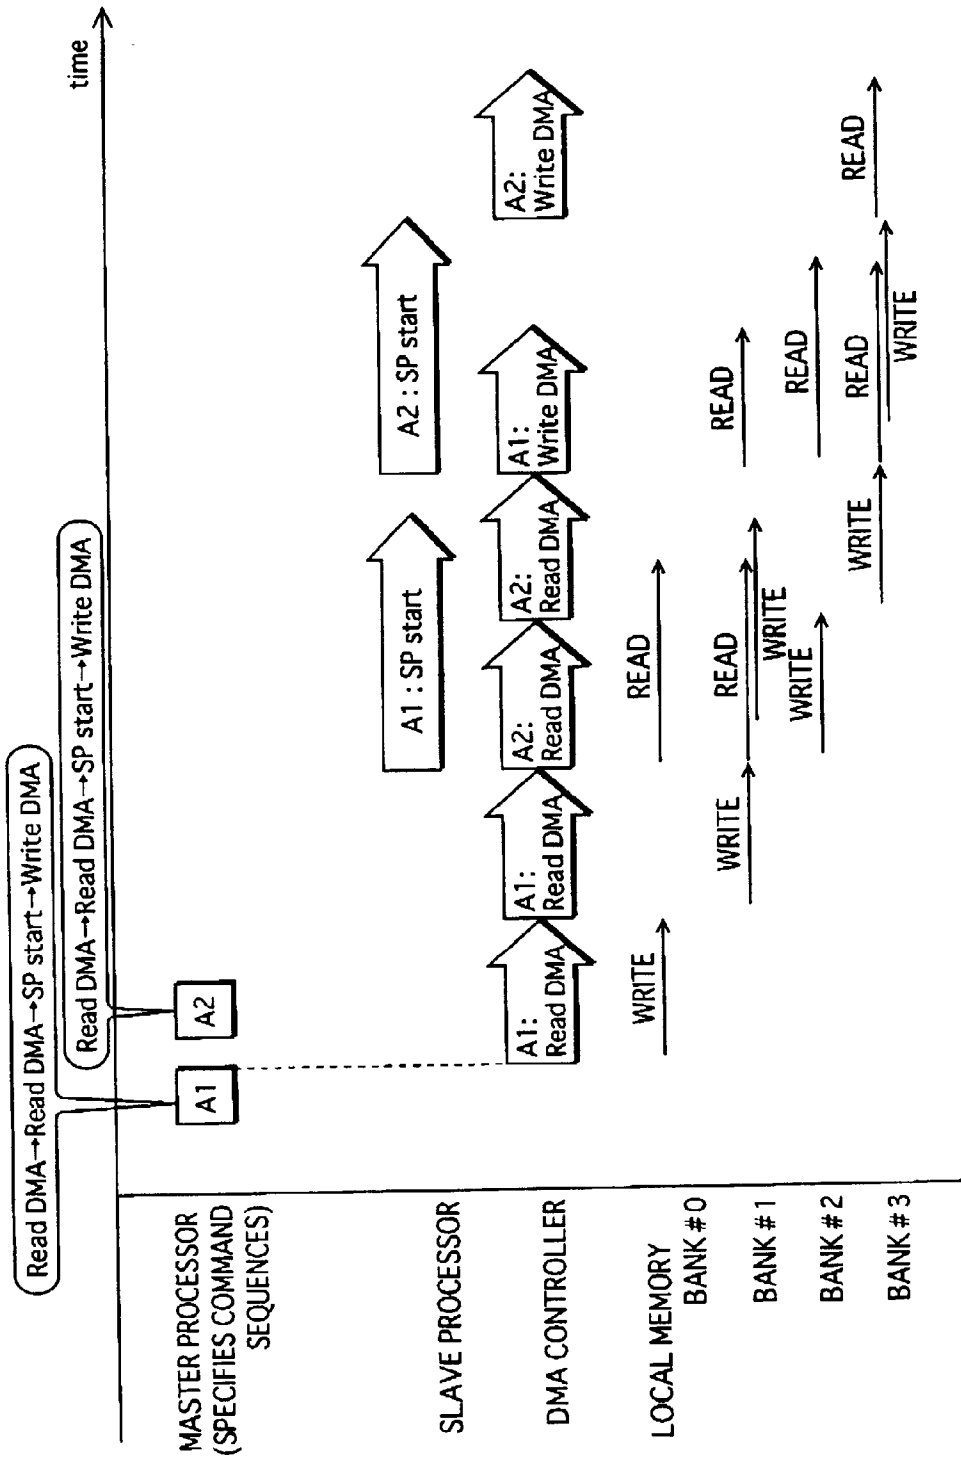 Read DMA→Read DMA→SP start→Write DMA
Read DMA→Read DMA→SP start→Write DMA
time
MASTER PROCESSOR
(SPECIFIES COMMAND
SEQUENCES)
A1
A2
SLAVE PROCESSOR
A1 : SP start
A2 : SP start
DMA CONTROLLER
A1:
Read DMA
A1:
Read DMA
A2:
Read DMA
A2:
Read DMA
A1:
Write DMA
A2:
Write DMA
LOCAL MEMORY
BANK#0
WRITE
READ
READ
BANK#1
WRITE
READ
WRITE
BANK#2
WRITE
READ
BANK#3
WRITE
READ
WRITE
READ